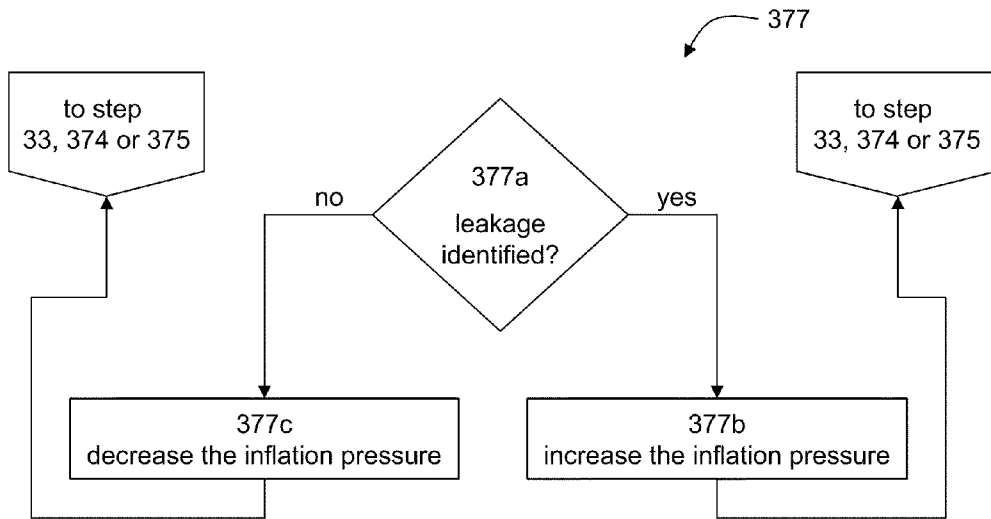 377
to step
33, 374 or 375
to step
33, 374 or 375
377a
leakage
identified?
no
yes
377c
decrease the inflation pressure
377b
increase the inflation pressure